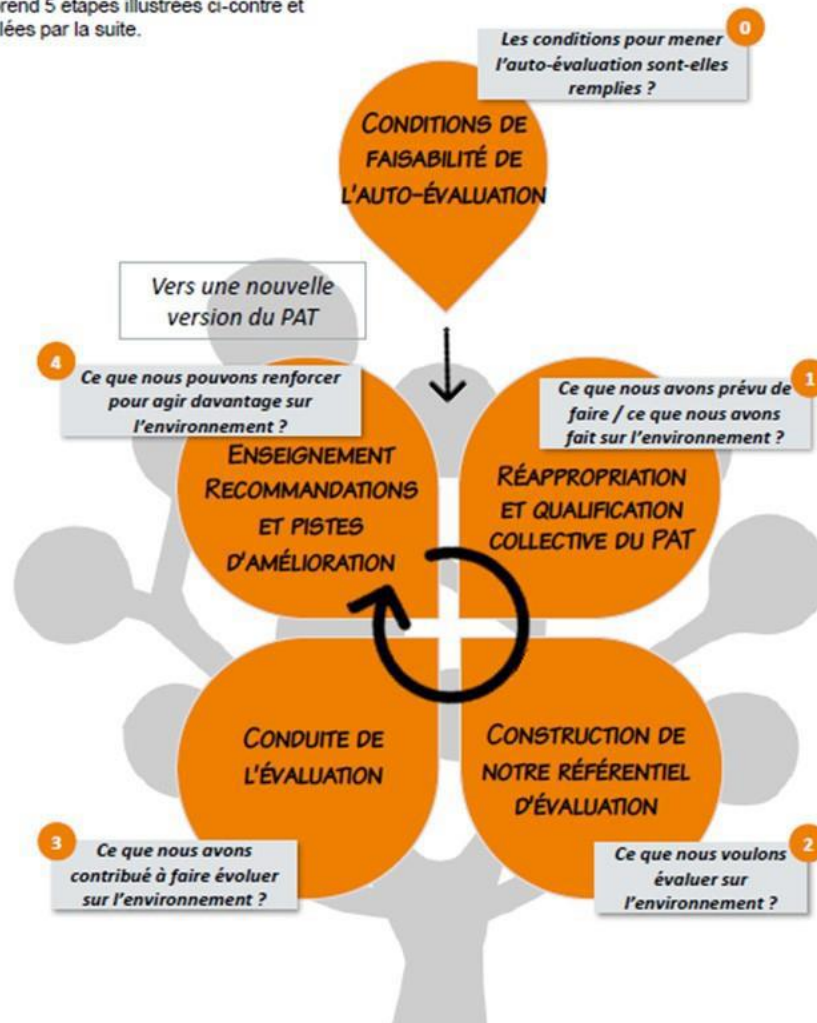 5 étapes illustrées ci-contre et
par la suite.
0
Les conditions pour mener
l'auto-évaluation sont-elles
remplies ?
CONDITIONS DE
FAISABILITÉ DE
L'AUTO-ÉVALUATION
Vers une nouvelle
version du PAT
4
Ce que nous pouvons renforcer
pour agir davantage sur
l'environnement ?
1
Ce que nous avons prévu de
faire / ce que nous avons
fait sur l'environnement ?
ENSEIGNEMENT
RECOMMANDATIONS
ET PISTES
D'AMÉLIORATION
RÉAPPROPRIATION
ET QUALIFICATION
COLLECTIVE DU PAT
CONDUITE DE
L'ÉVALUATION
CONSTRUCTION DE
NOTRE RÉFÉRENTIEL
D'ÉVALUATION
3
Ce que nous avons
contribué à faire évoluer
sur l'environnement ?
2
Ce que nous voulons
évaluer sur
l'environnement ?